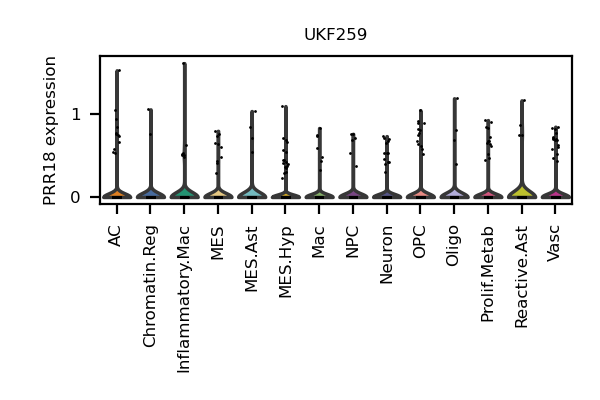 UKF259
PRR18 expression
1
0
AC
Chromatin.Reg
Inflammatory.Mac
MES
MES.Ast
MES.Hyp
Mac
NPC
Neuron
OPC
Oligo
Prolif.Metab
Reactive.Ast
Vasc